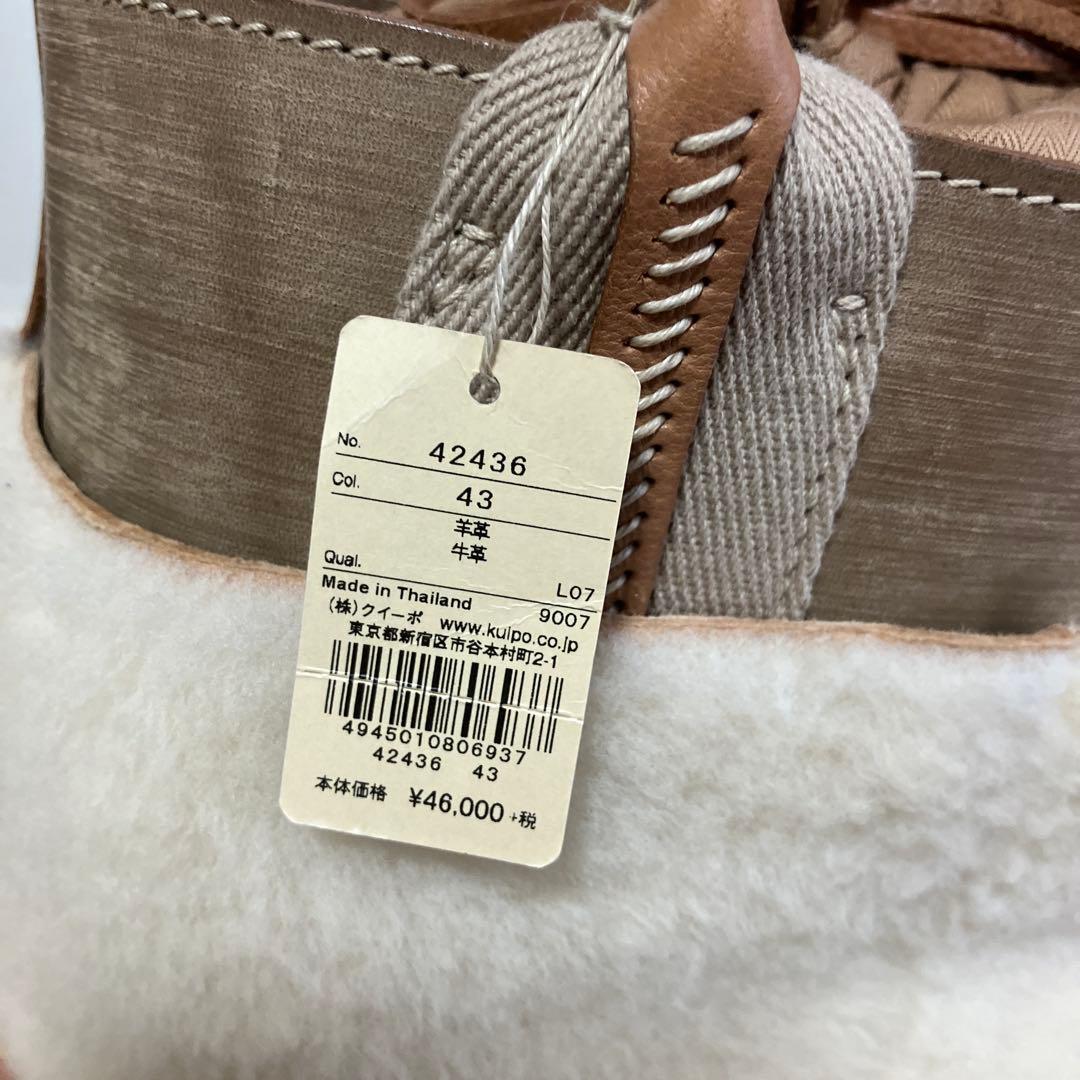 No. 42436
Col. 43
羊革
牛革
Qual.
L07
Made in Thailand 9007
(株)クイーポ www.kuipo.co.jp
東京都新宿区市谷本村町2-1
4945010806937
42436 43
本体価格 ¥46,000+税